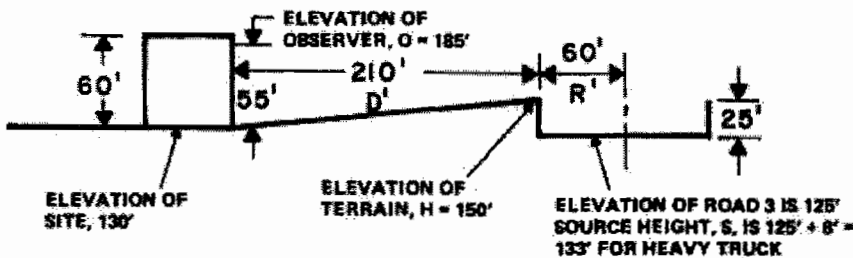 ELEVATION OF
OBSERVER, O = 185'
60'
55'
210'
D'
60'
R'
25'
ELEVATION OF
SITE, 130'
ELEVATION OF
TERRAIN, H = 150'
ELEVATION OF ROAD 3 IS 125'
SOURCE HEIGHT, S, IS 125' + 8' =
133' FOR HEAVY TRUCK